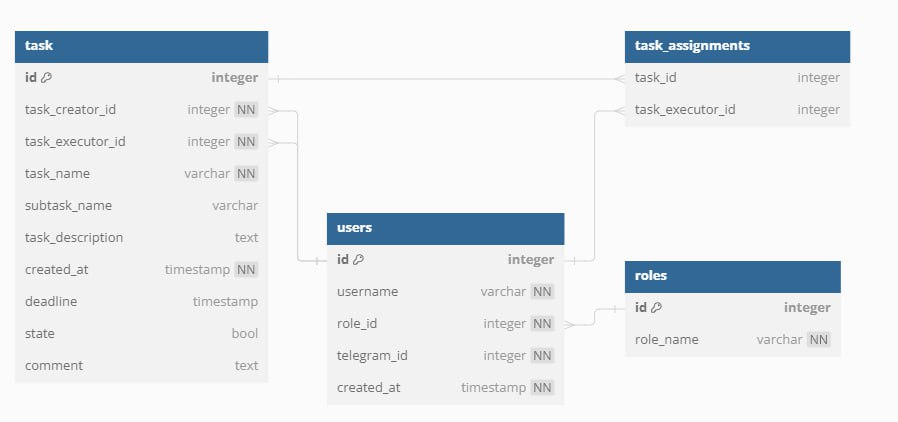 task
id integer
task_creator_id integer NN
task_executor_id integer NN
task_name varchar NN
subtask_name varchar
task_description text
created_at timestamp NN
deadline timestamp
state bool
comment text
users
id integer
username varchar NN
role_id integer NN
telegram_id integer NN
created_at timestamp NN
task_assignments
task_id integer
task_executor_id integer
roles
id integer
role_name varchar NN